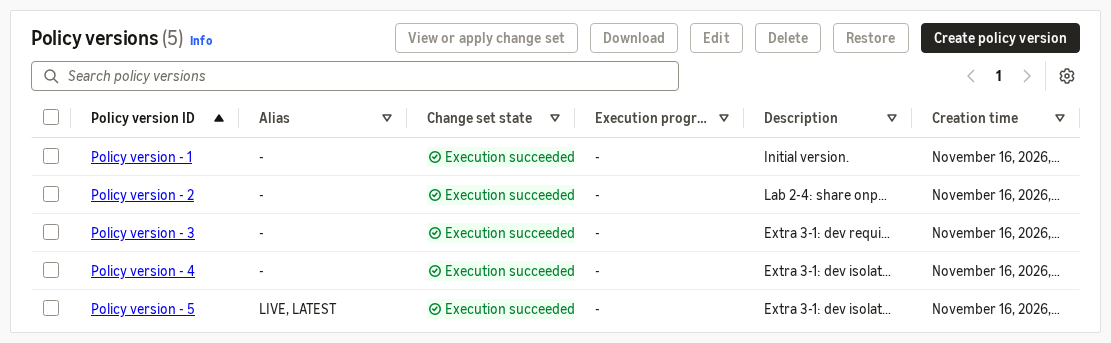 Policy versions (5) Info View or apply change set Download Edit Delete Restore Create policy version
Search policy versions 1
Policy version ID Alias Change set state Execution progr... Description Creation time
Policy version - 1 - Execution succeeded - Initial version. November 16, 2026,...
Policy version - 2 - Execution succeeded - Lab 2-4: share onp... November 16, 2026,...
Policy version - 3 - Execution succeeded - Extra 3-1: dev requi... November 16, 2026,...
Policy version - 4 - Execution succeeded - Extra 3-1: dev isolat... November 16, 2026,...
Policy version - 5 LIVE, LATEST Execution succeeded - Extra 3-1: dev isolat... November 16, 2026,...